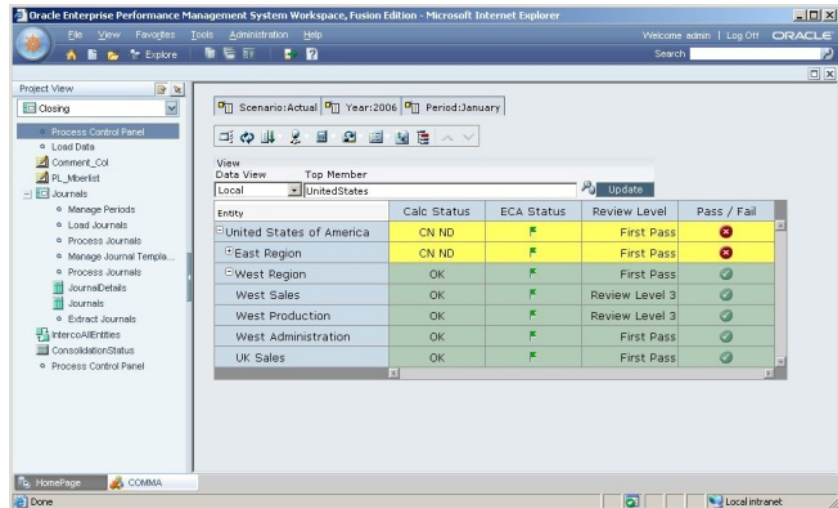 Oracle Enterprise Performance Management System Workspace, Fusion Edition - Microsoft Internet Explorer
File View Favorites Tools Administration Help
Welcome admin | Log Off ORACLE
Explore
Search
Project View
Closing
Process Control Panel
Load Data
Comment_Col
PL_Mberlist
Journals
Manage Periods
Load Journals
Process Journals
Manage Journal Templa...
Process Journals
JournalDetails
Journals
Extract Journals
IntercoAllEntities
ConsolidationStatus
Process Control Panel
Scenario:Actual Year:2006 Period:January
View
Data View Top Member
Local UnitedStates Update
Entity Calc Status ECA Status Review Level Pass / Fail
United States of America CN ND First Pass
East Region CN ND First Pass
West Region OK First Pass
West Sales OK Review Level 3
West Production OK Review Level 3
West Administration OK First Pass
UK Sales OK First Pass
HomePage COMMA
Done Local intranet